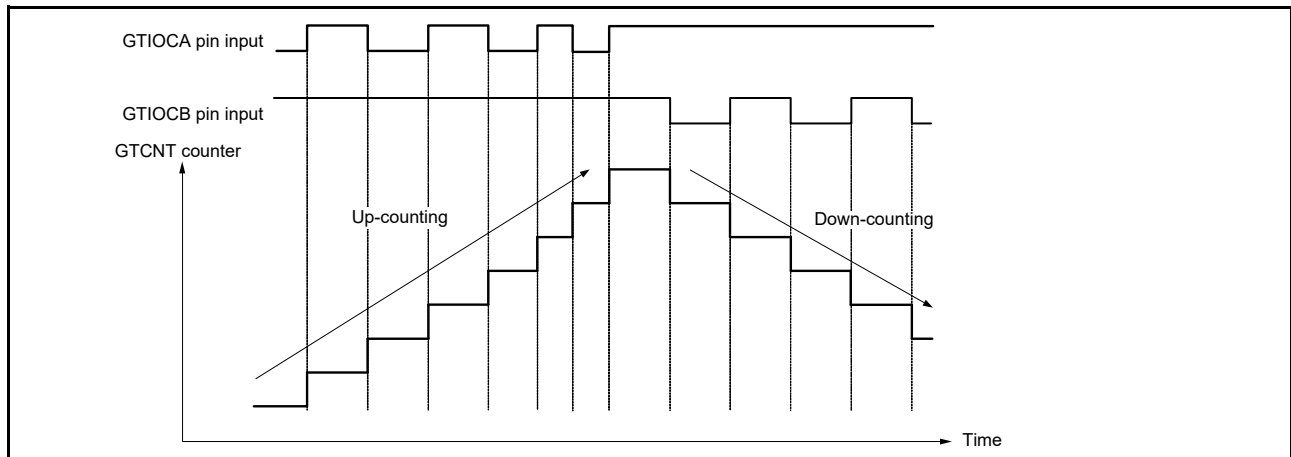 GTIOCA pin input
GTIOCB pin input
GTCNT counter
Up-counting
Down-counting
Time